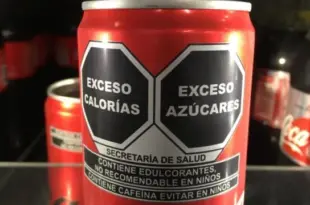 EXCESO
CALORÍAS
EXCESO
AZÚCARES
SECRETARÍA DE SALUD
CONTIENE EDULCORANTES,
NO RECOMENDABLE EN NIÑOS
CONTIENE CAFEÍNA EVITAR EN NIÑOS